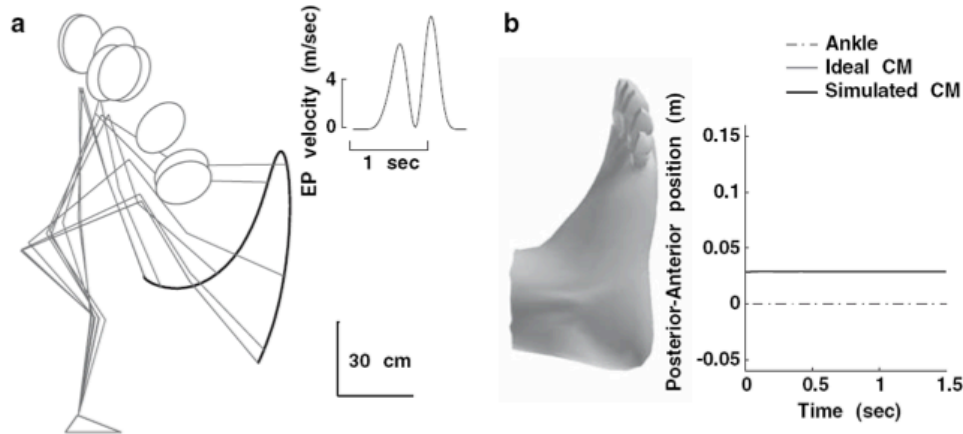 a
EP velocity (m/sec)
4
0
1 sec
30 cm
b
Ankle
Ideal CM
Simulated CM
Posterior-Anterior position (m)
0.15
0.1
0.05
0
-0.05
0 0.5 1 1.5
Time (sec)